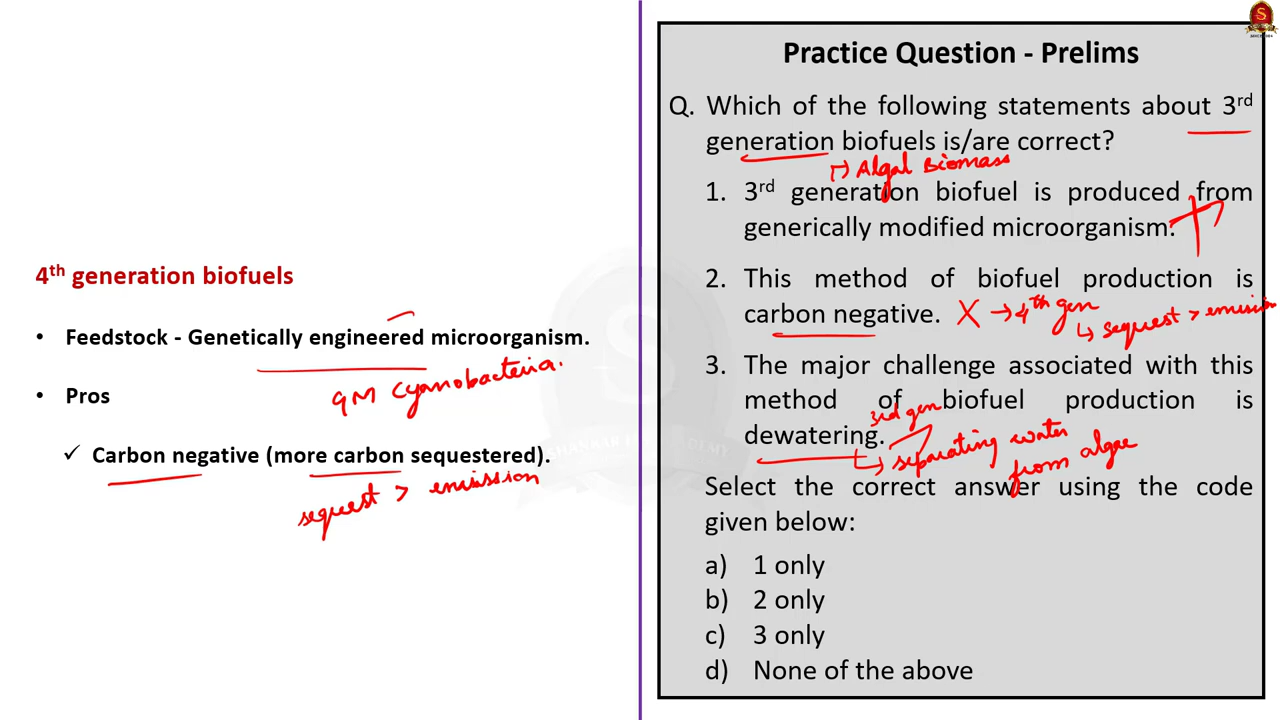 4th generation biofuels
• Feedstock - Genetically engineered microorganism.
GM cyanobacteria.
• Pros
✓ Carbon negative (more carbon sequestered).
sequest > emission
Practice Question - Prelims
Q. Which of the following statements about 3rd
generation biofuels is/are correct?
↳ Algal Biomass
1. 3rd generation biofuel is produced from
generically modified microorganism.
2. This method of biofuel production is
carbon negative. X → 4th gen
↳ sequest > emission
3. The major challenge associated with this
method of biofuel production is
3rd gen
dewatering.
↳ separating water
from algae
Select the correct answer using the code
given below:
a) 1 only
b) 2 only
c) 3 only
d) None of the above